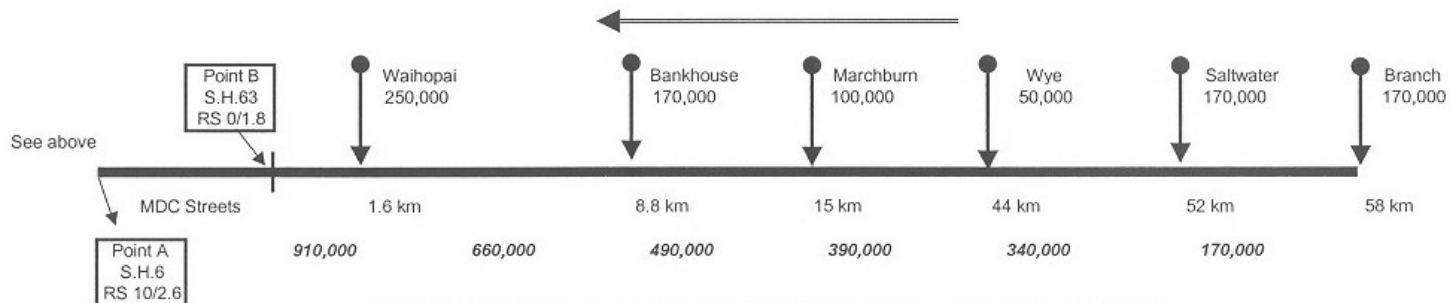 Point B
S.H.63
RS 0/1.8
Waihopai
250,000
Bankhouse
170,000
Marchburn
100,000
Wye
50,000
Saltwater
170,000
Branch
170,000
See above
MDC Streets
1.6 km
8.8 km
15 km
44 km
52 km
58 km
Point A
S.H.6
RS 10/2.6
910,000
660,000
490,000
390,000
340,000
170,000